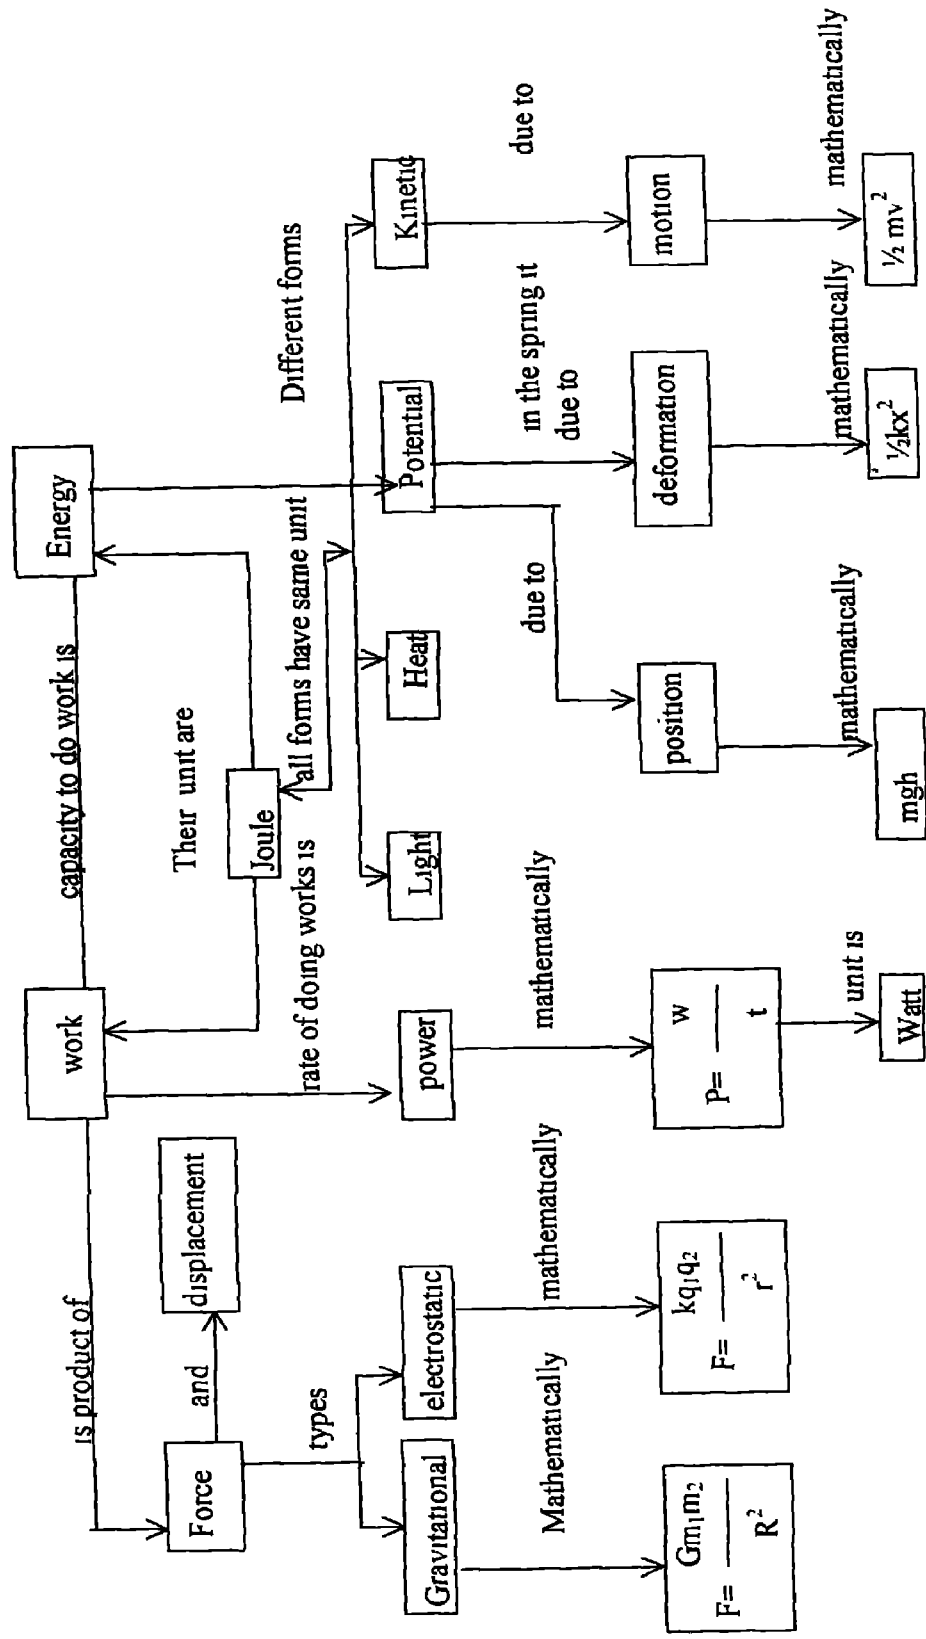 work
capacity to do work is
Energy
is product of
Force
and
displacement
Their unit are
Joule
types
rate of doing works is
all forms have same unit
Different forms
Gravitational
electrostatic
power
Light
Heat
Potential
Kinetic
Mathematically
mathematically
mathematically
due to
in the spring it
due to
due to
F= Gm₁m₂
R²
F= kq₁q₂
r²
P= w
t
position
deformation
motion
unit is
mathematically
mathematically
mathematically
Watt
mgh
½kx²
½ mv²